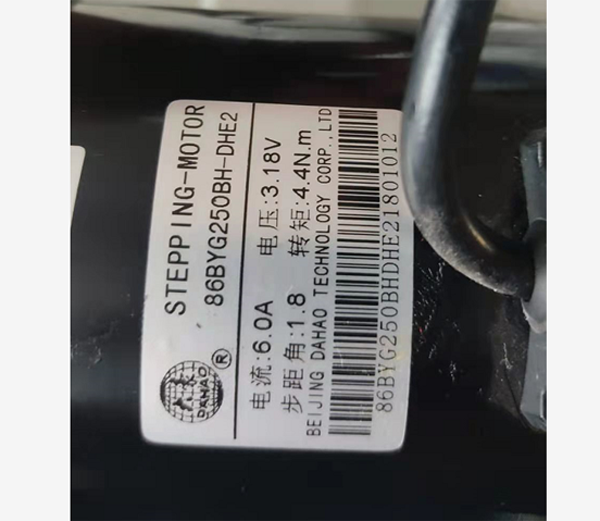 STEPPING-MOTOR
86BYG250BH-DHE2
DAHAO
®
电流:6.0A 电压:3.18V
步距角:1.8 转矩:4.4N.m
BEIJING DAHAO TECHNOLOGY CORP.,LTD
86BYG250BHDHE21801012